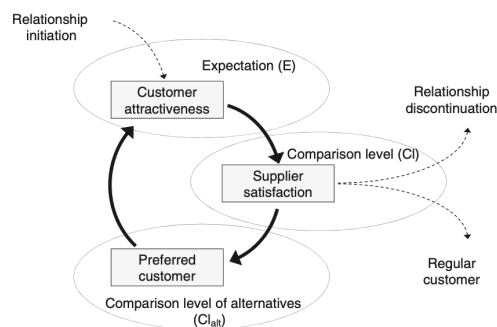 Relationship
initiation
Expectation (E)
Customer
attractiveness
Relationship
discontinuation
Comparison level (Cl)
Supplier
satisfaction
Preferred
customer
Regular
customer
Comparison level of alternatives
(Cl_alt)